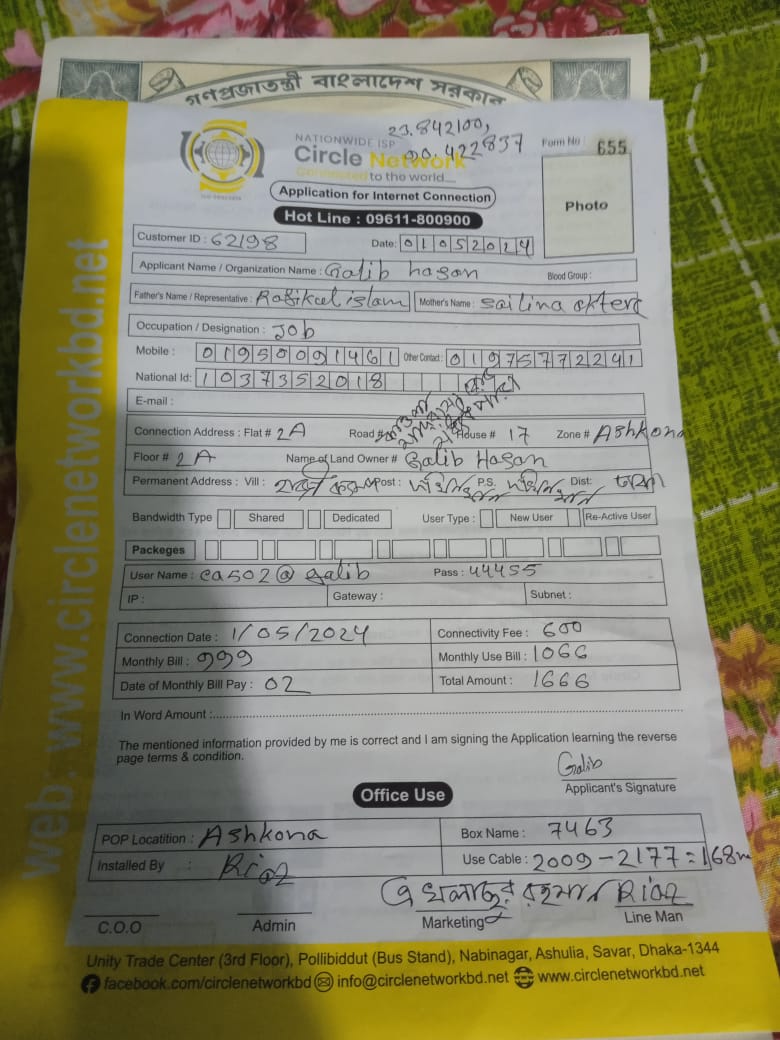 গণপ্রজাতন্ত্রী বাংলাদেশ সরকার
23.842100,
90.422837
NATIONWIDE ISP
Circle Network
Connected to the world....
Form No : 655
Application for Internet Connection
Hot Line : 09611-800900
Photo
Customer ID : 62198 Date: 01052024
Applicant Name / Organization Name : Galib hasan Blood Group :
Father's Name / Representative : Rafikul islam Mother's Name : Sailina akter
Occupation / Designation : Job
Mobile : 01950091461 Other Contact : 01975772241
National Id: 1037352018
E-mail :
Connection Address : Flat # 2A Road # House # 17 Zone # Ashkona
Floor # 2A Name of Land Owner # Galib Hasan
Permanent Address : Vill : Post : P.S. Dist: ঢাকা
Bandwidth Type Shared Dedicated User Type : New User Re-Active User
Packeges
User Name : ca502@galib Pass : 44455
IP : Gateway : Subnet :
Connection Date : 1/05/2024 Connectivity Fee : 600
Monthly Bill : 999 Monthly Use Bill : 1066
Date of Monthly Bill Pay : 02 Total Amount : 1666
In Word Amount :
The mentioned information provided by me is correct and I am signing the Application learning the reverse
page terms & condition.
Galib
Applicant's Signature
Office Use
POP Locatition : Ashkona Box Name : 7463
Installed By : Riaz Use Cable : 2009-2177=168m
রহমান Riaz
C.O.O Admin Marketing Line Man
Unity Trade Center (3rd Floor), Pollibiddut (Bus Stand), Nabinagar, Ashulia, Savar, Dhaka-1344
facebook.com/circlenetworkbd info@circlenetworkbd.net www.circlenetworkbd.net
web: www.circlenetworkbd.net